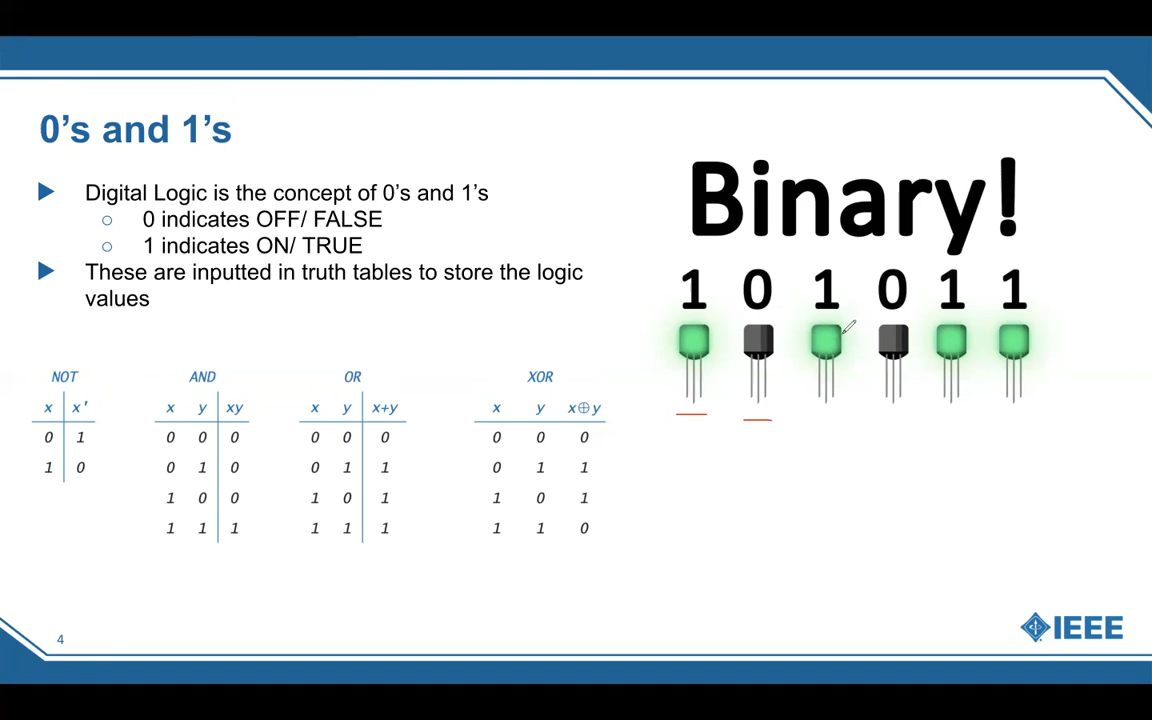 0's and 1's
Digital Logic is the concept of 0's and 1's
0 indicates OFF/ FALSE
1 indicates ON/ TRUE
These are inputted in truth tables to store the logic
values
Binary!
1 0 1 0 1 1
NOT
x x'
0 1
1 0
AND
x y xy
0 0 0
0 1 0
1 0 0
1 1 1
OR
x y x+y
0 0 0
0 1 1
1 0 1
1 1 1
XOR
x y x⊕y
0 0 0
0 1 1
1 0 1
1 1 0
4
IEEE